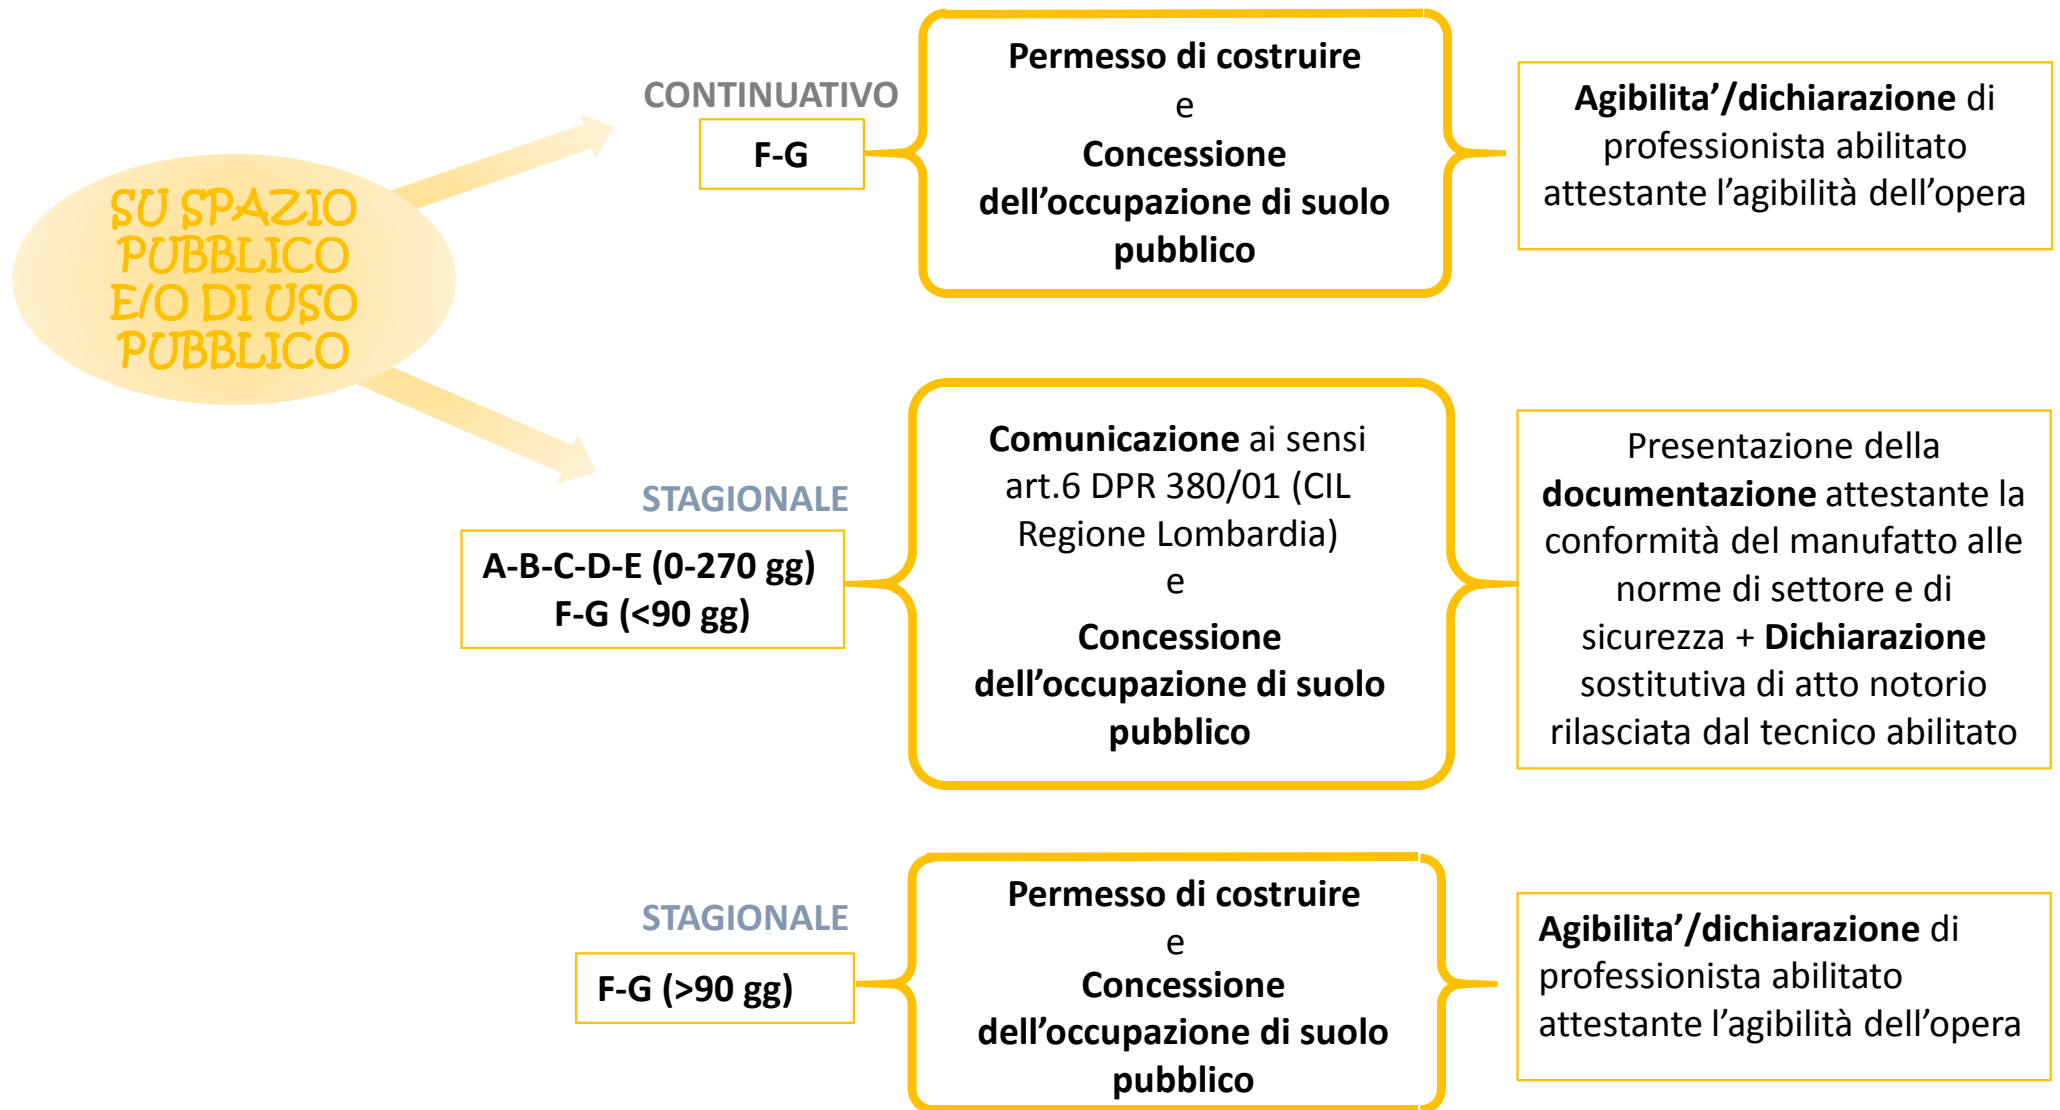 SU SPAZIO
PUBBLICO
E/O DI USO
PUBBLICO
CONTINUATIVO
F-G
Permesso di costruire
e
Concessione
dell’occupazione di suolo
pubblico
Agibilita’/dichiarazione di
professionista abilitato
attestante l’agibilità dell’opera
STAGIONALE
A-B-C-D-E (0-270 gg)
F-G (<90 gg)
Comunicazione ai sensi
art.6 DPR 380/01 (CIL
Regione Lombardia)
e
Concessione
dell’occupazione di suolo
pubblico
Presentazione della
documentazione attestante la
conformità del manufatto alle
norme di settore e di
sicurezza + Dichiarazione
sostitutiva di atto notorio
rilasciata dal tecnico abilitato
STAGIONALE
F-G (>90 gg)
Permesso di costruire
e
Concessione
dell’occupazione di suolo
pubblico
Agibilita’/dichiarazione di
professionista abilitato
attestante l’agibilità dell’opera